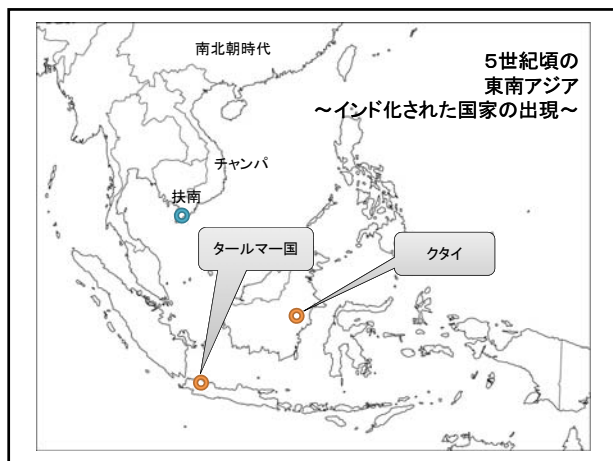 南北朝時代
５世紀頃の
東南アジア
～インド化された国家の出現～
チャンパ
扶南
タールマー国
クタイ